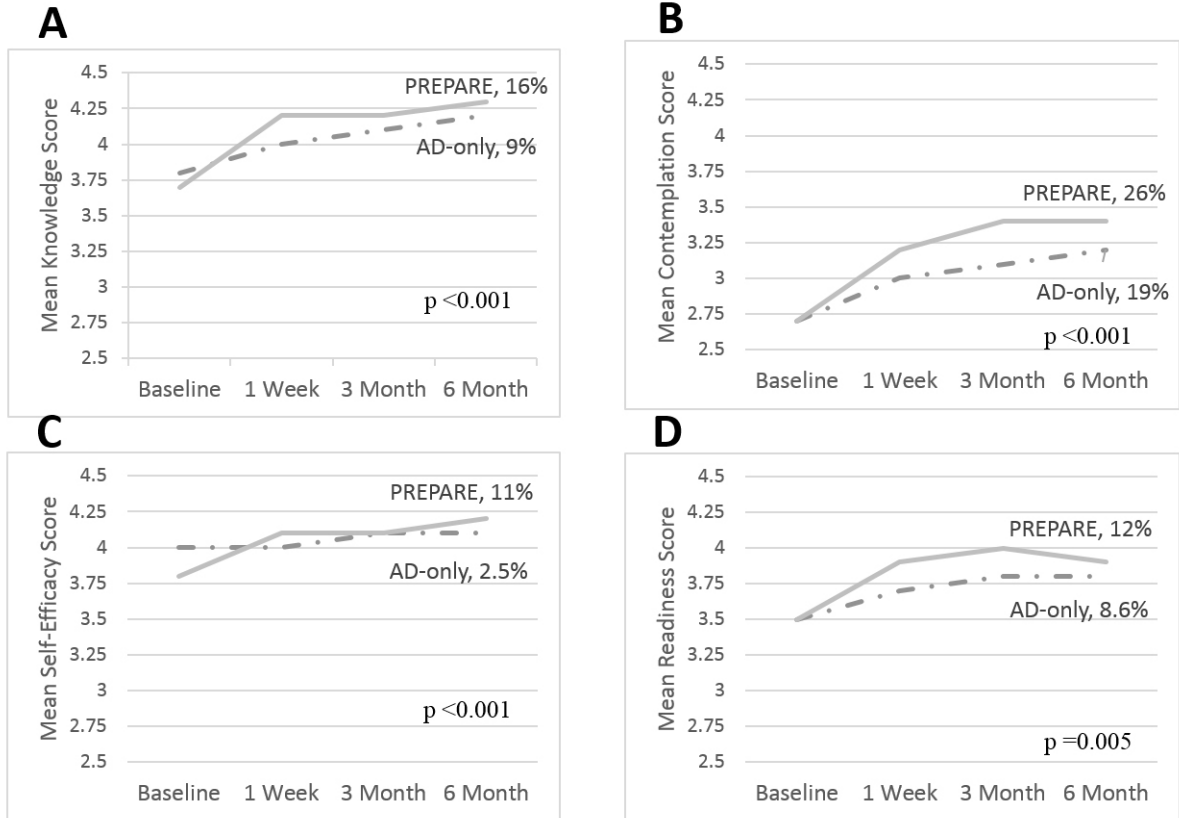 A
4.5
4.25
4
3.75
3.5
3.25
3
2.75
2.5
Mean Knowledge Score
PREPARE, 16%
AD-only, 9%
p <0.001
Baseline 1 Week 3 Month 6 Month
B
4.5
4.25
4
3.75
3.5
3.25
3
2.75
2.5
Mean Contemplation Score
PREPARE, 26%
AD-only, 19%
p <0.001
Baseline 1 Week 3 Month 6 Month
C
4.5
4.25
4
3.75
3.5
3.25
3
2.75
2.5
Mean Self-Efficacy Score
PREPARE, 11%
AD-only, 2.5%
p <0.001
Baseline 1 Week 3 Month 6 Month
D
4.5
4.25
4
3.75
3.5
3.25
3
2.75
2.5
Mean Readiness Score
PREPARE, 12%
AD-only, 8.6%
p =0.005
Baseline 1 Week 3 Month 6 Month